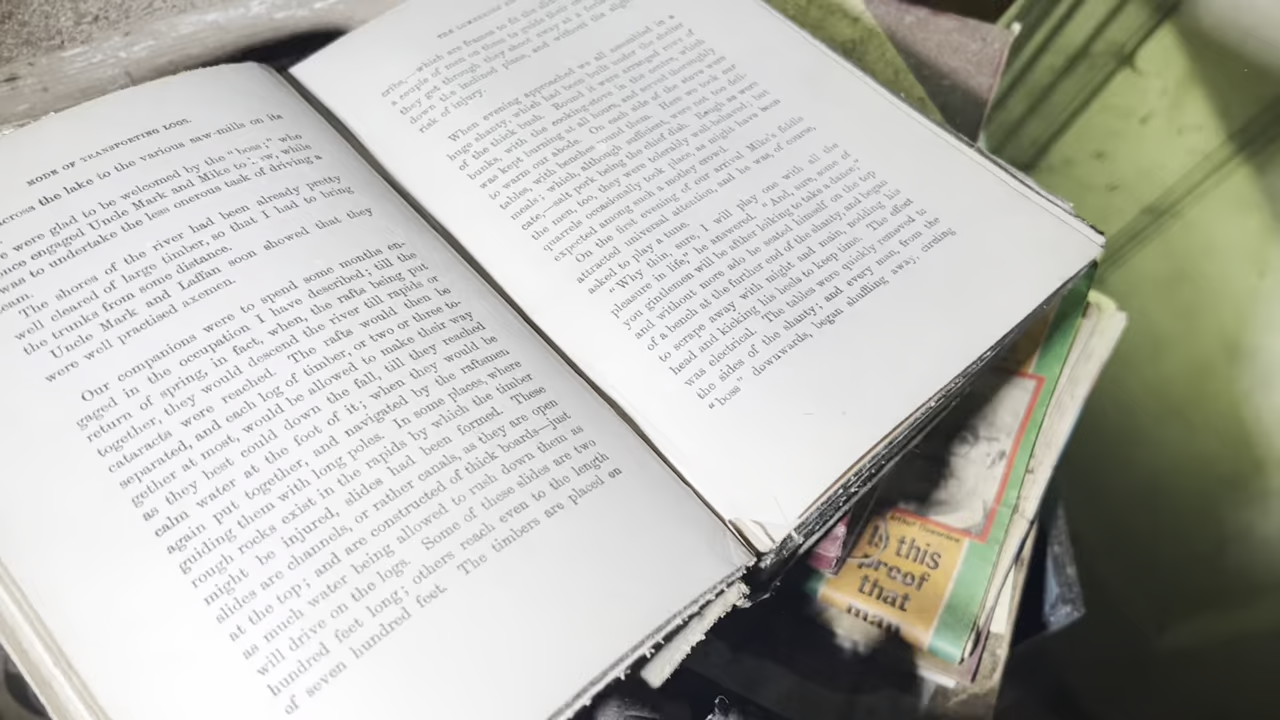 MODE OF TRANSPORTING LOGS.
across the lake to the various saw-mills on its
were glad to be welcomed by the "boss;" who
once engaged Uncle Mark and Mike to hew, while
was to undertake the less onerous task of driving a
team.
The shores of the river had been already pretty
well cleared of large timber, so that I had to bring
the trunks from some distance.
Uncle Mark and Laffan soon showed that they
were well practised axemen.
Our companions were to spend some months en-
gaged in the occupation I have described; till the
return of spring, in fact, when, the rafts being put
together, they would descend the river till rapids or
cataracts were reached. The rafts would then be
separated, and each log of timber, or two or three to-
gether at most, would be allowed to make their way
as they best could down the fall, till they reached
calm water at the foot of it; when they would be
again put together, and navigated by the raftsmen
guiding them with long poles. In some places, where
rough rocks exist in the rapids by which the timber
might be injured, slides had been formed. These
slides are channels, or rather canals, as they are open
at the top; and are constructed of thick boards—just
as much water being allowed to rush down them as
will drive on the logs. Some of these slides are two
hundred feet long; others reach even to the length
of seven hundred feet. The timbers are placed on
cribs,—which are frames to fit the
a couple of men on them to guide their
they got through they shoot away at a
down the inclined plane, and without the
risk of injury.
When evening approached we all assembled in a
huge shanty, which had been built under the shelter
of the thick bush. Round it were arranged rows of
with the cooking-stove in the centre, which
was kept burning at all hours, and served thoroughly
to warm our abode. On each side of the stove were
tables, with benches round them. Here we took our
meals; which, although sufficient, were not too deli-
cate,—salt pork being the chief dish. Rough as were
the men, too, they were tolerably well-behaved; but
quarrels occasionally took place, as might have been
expected among such a motley crowd.
On the first evening of our arrival Mike's fiddle
attracted universal attention, and he was, of course,
asked to play a tune.
"Why thin, sure, I will play one with all the
pleasure in life," he answered. "And, sure, some of
you gintlemen will be afther loiking to take a dance;"
and without more ado he seated himself on the top
of a bench at the further end of the shanty, and began
to scrape away with might and main, nodding his
head and kicking his heels to keep time. The effect
was electrical. The tables were quickly removed to
the sides of the shanty; and every man, from the
"boss" downwards, began shuffling away, circling
Is this
proof
that
man